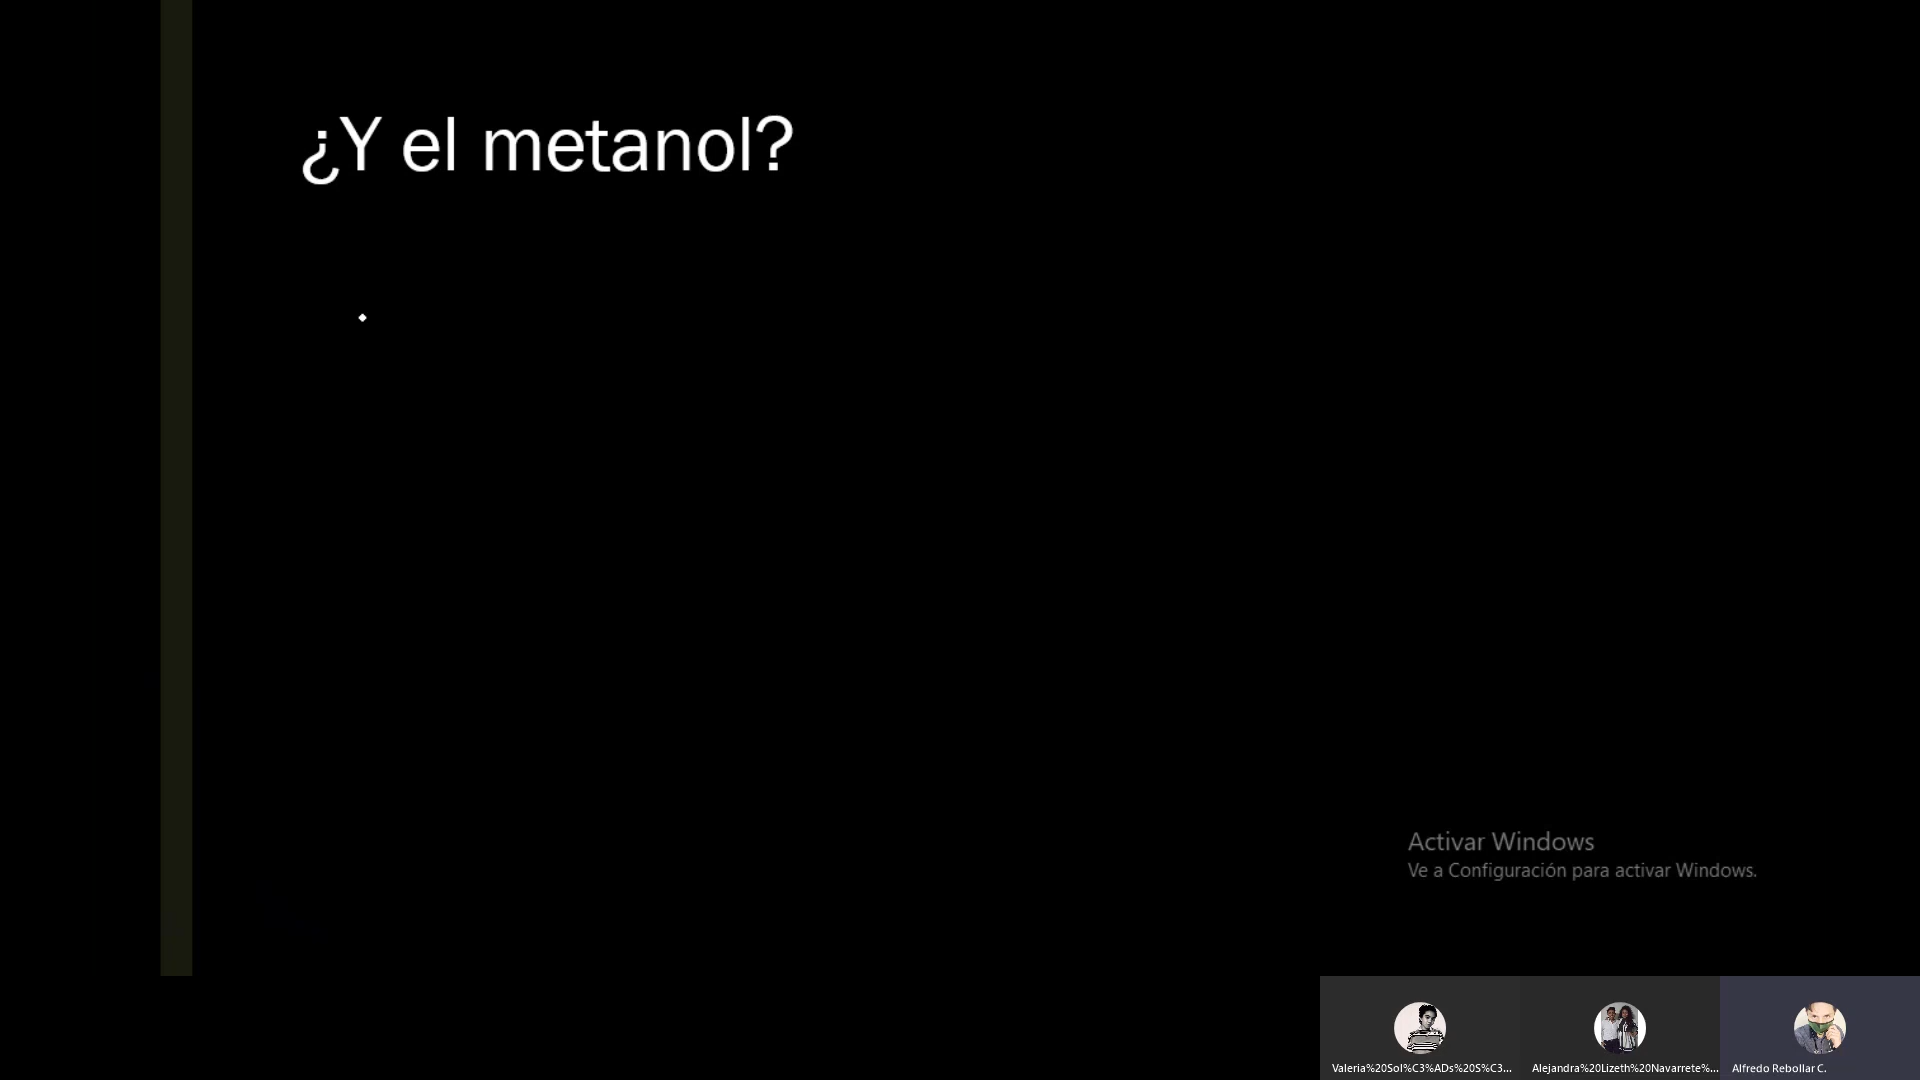 ¿Y el metanol?
Activar Windows
Ve a Configuración para activar Windows.
Valeria%20Sol%C3%ADs%20S%C3...
Alejandra%20Lizeth%20Navarrete%...
Alfredo Rebollar C.